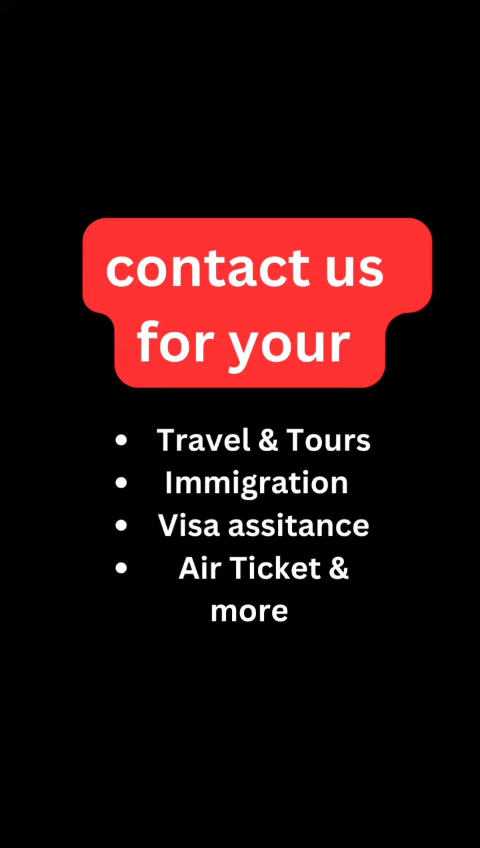 contact us
for your
• Travel & Tours
• Immigration
• Visa assitance
• Air Ticket &
more